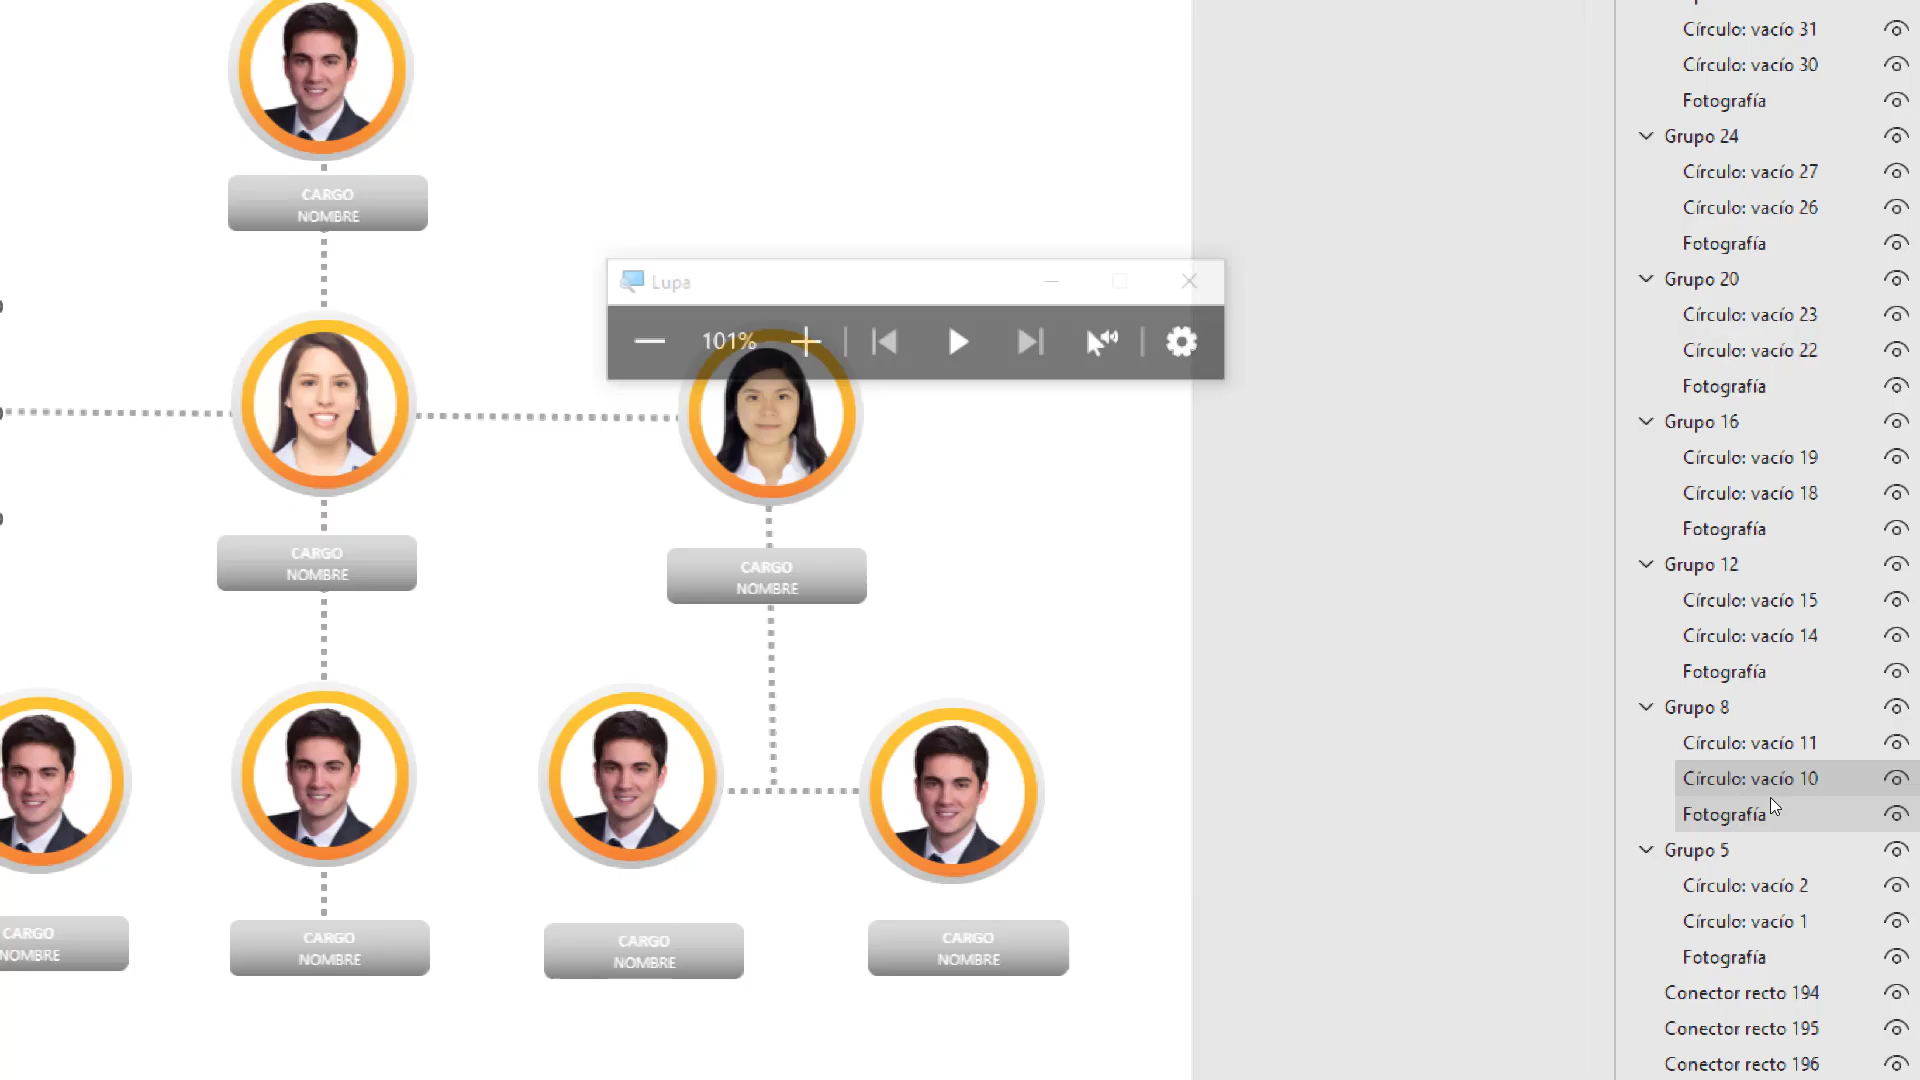 CARGO
NOMBRE
Lupa
101%
CARGO
NOMBRE
CARGO
NOMBRE
CARGO
NOMBRE
CARGO
NOMBRE
CARGO
NOMBRE
CARGO
NOMBRE
Círculo: vacío 31
Círculo: vacío 30
Fotografía
Grupo 24
Círculo: vacío 27
Círculo: vacío 26
Fotografía
Grupo 20
Círculo: vacío 23
Círculo: vacío 22
Fotografía
Grupo 16
Círculo: vacío 19
Círculo: vacío 18
Fotografía
Grupo 12
Círculo: vacío 15
Círculo: vacío 14
Fotografía
Grupo 8
Círculo: vacío 11
Círculo: vacío 10
Fotografía
Grupo 5
Círculo: vacío 2
Círculo: vacío 1
Fotografía
Conector recto 194
Conector recto 195
Conector recto 196